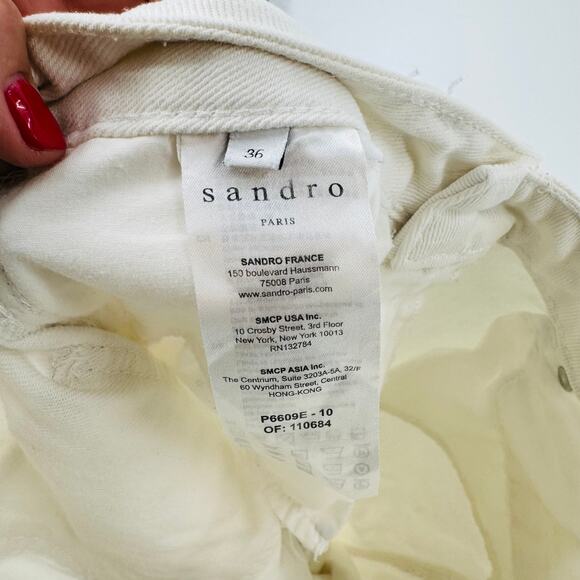 36
sandro
PARIS
SANDRO FRANCE
150 boulevard Haussmann
75008 Paris
www.sandro-paris.com
SMCP USA Inc.
10 Crosby Street, 3rd Floor
New York, New York 10013
RN132784
SMCP ASIA Inc.
The Centrium, Suite 3203A-5A, 32/F
60 Wyndham Street, Central
HONG-KONG
P6609E - 10
OF: 110684